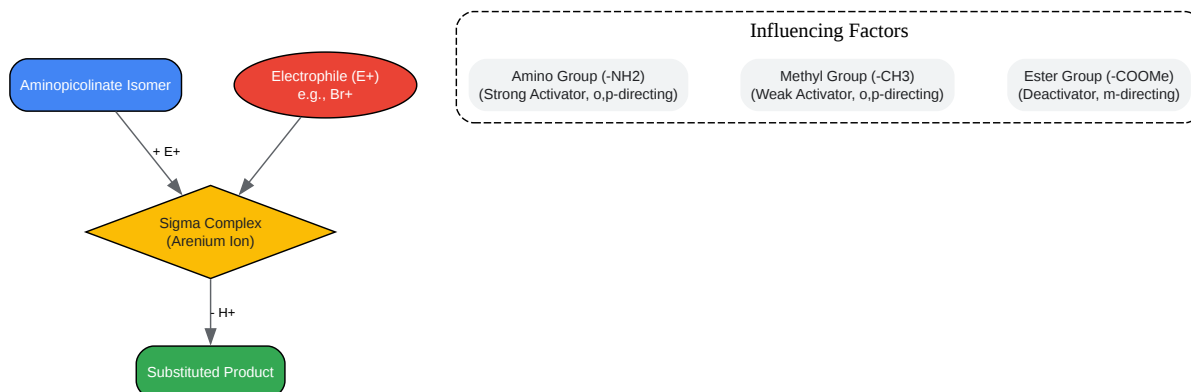 Influencing Factors
Aminopicolinate Isomer
Electrophile (E+)
e.g., Br+
Amino Group (-NH2)
(Strong Activator, o,p-directing)
Methyl Group (-CH3)
(Weak Activator, o,p-directing)
Ester Group (-COOMe)
(Deactivator, m-directing)
+ E+
Sigma Complex
(Arenium Ion)
- H+
Substituted Product